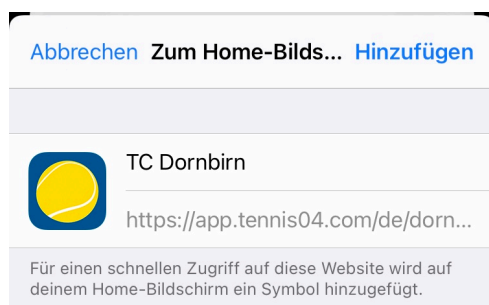 Abbrechen Zum Home-Bilds... Hinzufügen
TC Dornbirn
https://app.tennis04.com/de/dorn...
Für einen schnellen Zugriff auf diese Website wird auf
deinem Home-Bildschirm ein Symbol hinzugefügt.